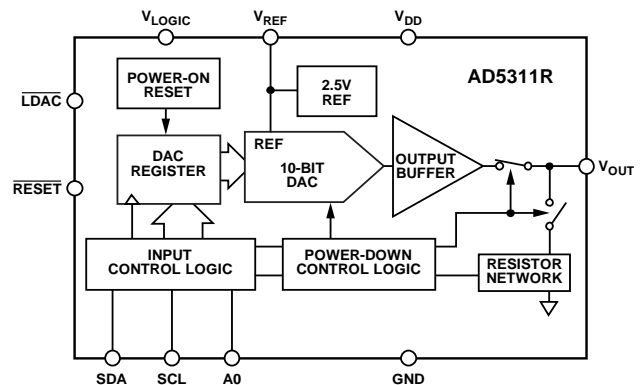 VLOGIC
VREF
VDD
POWER-ON
RESET
2.5V
REF
AD5311R
LDAC
RESET
DAC
REGISTER
REF
10-BIT
DAC
OUTPUT
BUFFER
VOUT
INPUT
CONTROL LOGIC
POWER-DOWN
CONTROL LOGIC
RESISTOR
NETWORK
SDA
SCL
A0
GND